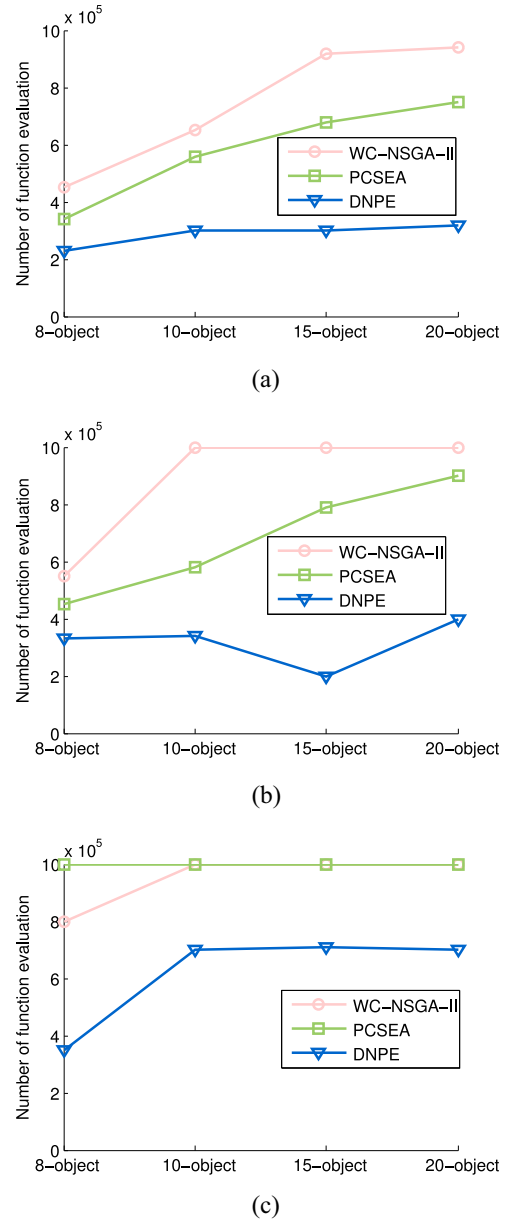 x 10^5
Number of function evaluation
10
8
6
4
2
0
WC-NSGA-II
PCSEA
DNPE
8-object 10-object 15-object 20-object
(a)
x 10^5
Number of function evaluation
10
8
6
4
2
0
WC-NSGA-II
PCSEA
DNPE
8-object 10-object 15-object 20-object
(b)
x 10^5
Number of function evaluation
10
8
6
4
2
0
WC-NSGA-II
PCSEA
DNPE
8-object 10-object 15-object 20-object
(c)